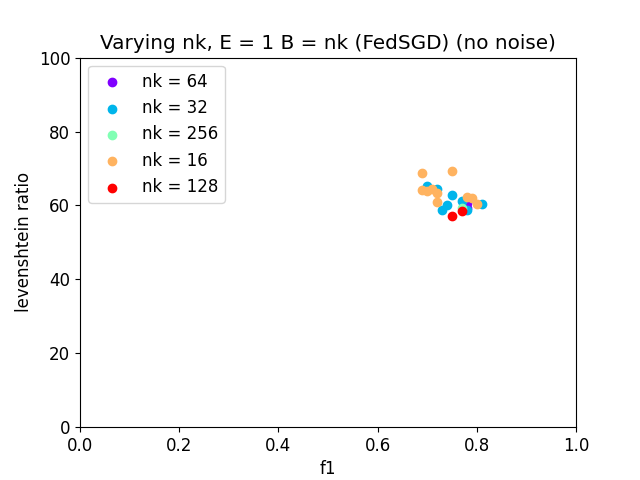 Varying nk, E = 1 B = nk (FedSGD) (no noise)
100
80
60
40
20
0
levenshtein ratio
nk = 64
nk = 32
nk = 256
nk = 16
nk = 128
0.0 0.2 0.4 0.6 0.8 1.0
f1